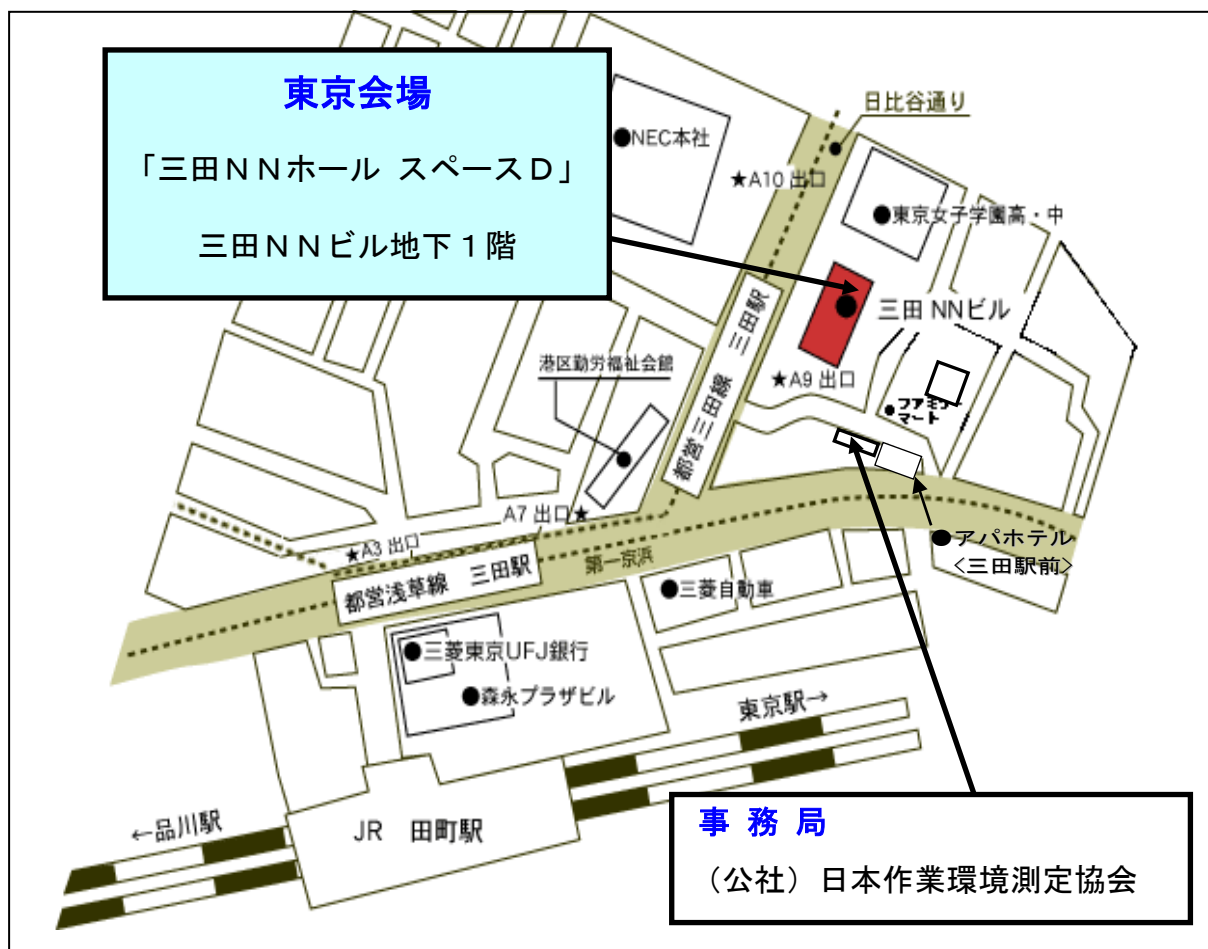 東京会場
「三田NNホール スペースD」
三田NNビル地下1階
日比谷通り
●NEC本社
★A10 出口
●東京女子学園高・中
三田 NNビル
都営三田線 三田駅
港区勤労福祉会館
★A9 出口
●ファミリー
マート
A7 出口★
★A3 出口
●アパホテル
<三田駅前>
第一京浜
都営浅草線 三田駅
●三菱自動車
●三菱東京UFJ銀行
●森永プラザビル
東京駅→
←品川駅
JR 田町駅
事 務 局
(公社)日本作業環境測定協会